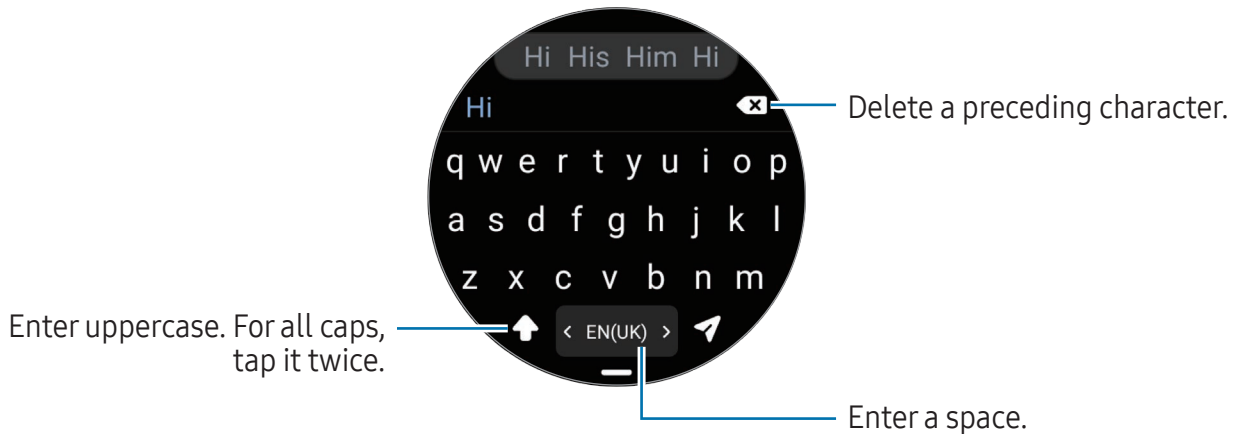 Hi His Him Hi
Hi
Delete a preceding character.
q w e r t y u i o p
a s d f g h j k l
z x c v b n m
Enter uppercase. For all caps,
tap it twice.
< EN(UK) >
Enter a space.